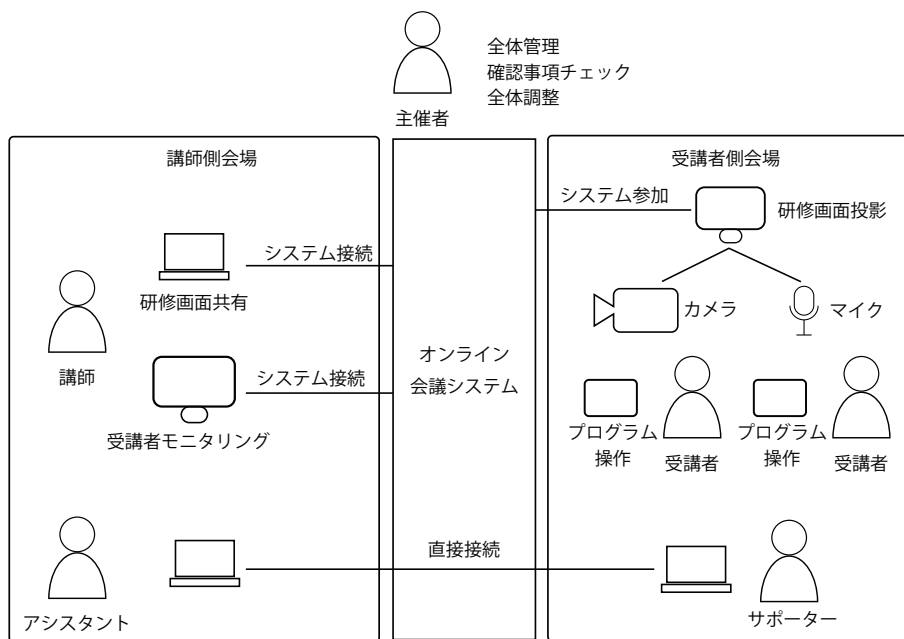 全体管理
確認事項チェック
全体調整
主催者
講師側会場
システム接続
研修画面共有
講師
システム接続
受講者モニタリング
アシスタント
オンライン
会議システム
直接接続
受講者側会場
システム参加
研修画面投影
カメラ
マイク
プログラム
操作
受講者
プログラム
操作
受講者
サポーター